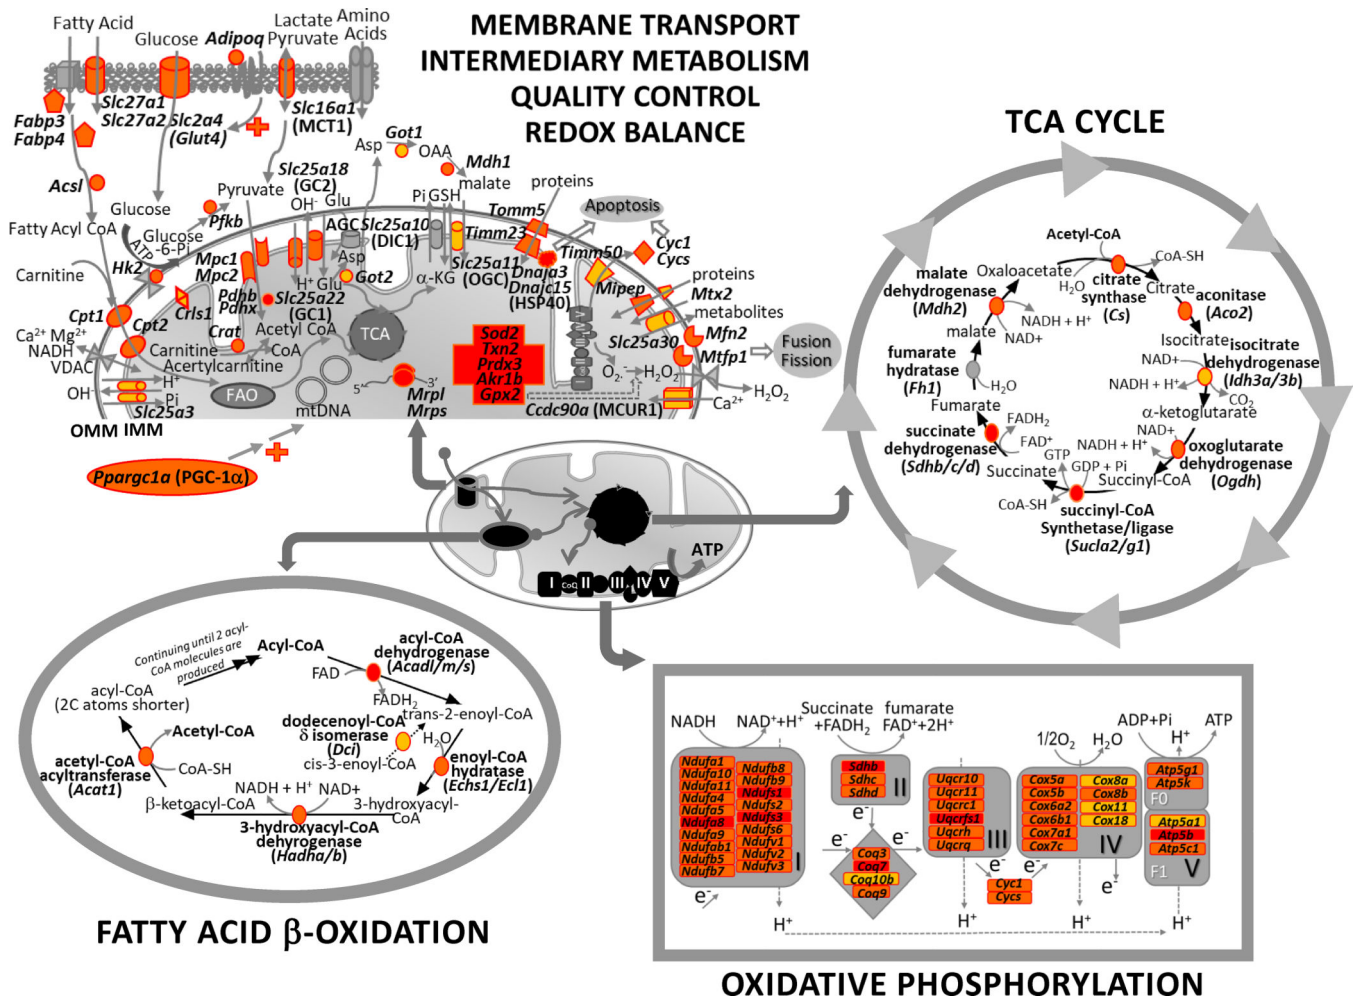 MEMBRANE TRANSPORT
INTERMEDIARY METABOLISM
QUALITY CONTROL
REDOX BALANCE
Fatty Acid
Glucose
Adipoq
Lactate
Pyruvate
Amino
Acids
Fabp3
Fabp4
Slc27a1
Slc27a2
Slc2a4
(Glut4)
Slc16a1
(MCT1)
Acsl
Fatty Acyl CoA
Glucose
ATP
Glucose
-6-Pi
Hk2
Pfkb
Pyruvate
Slc25a18
(GC2)
OH-
Glu
Asp
Got1
OAA
Mdh1
malate
AGC
Slc25a10
(DIC1)
Pi
GSH
Timm23
Tomm5
proteins
Apoptosis
Timm50
Cyc1
Cycs
Asp
Got2
α-KG
Slc25a11
(OGC)
Dnaja3
Dnajc15
(HSP40)
Mipep
proteins
Mtx2
metabolites
Slc25a30
Mfn2
Mtfp1
Fusion
Fission
Carnitine
Cpt1
Cpt2
Crls1
Mpc1
Mpc2
Pdhb
Pdhx
H+
Glu
Slc25a22
(GC1)
Crat
Acetyl CoA
Carnitine
CoA
Acetylcarnitine
TCA
FAO
mtDNA
5'
3'
Mrpl
Mrps
Sod2
Txn2
Prdx3
Akr1b
Gpx2
O2.-
H2O2
H2O2
Ca2+
Ccdc90a (MCUR1)
Ca2+ Mg2+
NADH
VDAC
H+
OH-
Pi
Slc25a3
OMM IMM
Ppargc1a (PGC-1α)
I
CoQ
II
III
IV
V
ATP
TCA CYCLE
Acetyl-CoA
CoA-SH
Oxaloacetate
H2O
citrate
synthase
(Cs)
Citrate
aconitase
(Aco2)
Isocitrate
NAD+
isocitrate
dehydrogenase
(Idh3a/3b)
NADH + H+
CO2
α-ketoglutarate
NAD+
NADH + H+
oxoglutarate
dehydrogenase
(Ogdh)
Succinyl-CoA
GTP
GDP + Pi
CoA-SH
succinyl-CoA
Synthetase/ligase
(Sucla2/g1)
Succinate
FADH2
FAD+
succinate
dehydrogenase
(Sdhb/c/d)
Fumarate
H2O
fumarate
hydratase
(Fh1)
malate
NADH + H+
NAD+
malate
dehydrogenase
(Mdh2)
Continuing until 2 acyl-
CoA molecules are
produced
Acyl-CoA
acyl-CoA
dehydrogenase
(Acadl/m/s)
FAD
FADH2
trans-2-enoyl-CoA
dodecenoyl-CoA
δ isomerase
(Dci)
cis-3-enoyl-CoA
H2O
enoyl-CoA
hydratase
(Echs1/Ecl1)
3-hydroxyacyl-
CoA
NADH + H+
NAD+
3-hydroxyacyl-CoA
dehyrogenase
(Hadha/b)
β-ketoacyl-CoA
CoA-SH
Acetyl-CoA
acetyl-CoA
acyltransferase
(Acat1)
acyl-CoA
(2C atoms shorter)
FATTY ACID β-OXIDATION
NADH
NAD++H+
Succinate
+FADH2
fumarate
FAD++2H+
1/2O2
H2O
ADP+Pi
ATP
H+
Ndufa1
Ndufa10
Ndufa11
Ndufa4
Ndufa5
Ndufa8
Ndufa9
Ndufab1
Ndufb5
Ndufb7
Ndufb8
Ndufb9
Ndufs1
Ndufs2
Ndufs3
Ndufs6
Ndufv1
Ndufv2
Ndufv3
I
Sdhb
Sdhc
Sdhd
II
e-
e-
e-
e-
Coq3
Coq7
Coq10b
Coq9
Uqcr10
Uqcr11
Uqcrc1
Uqcrfs1
Uqcrh
Uqcrq
III
e-
Cyc1
Cycs
e-
Cox5a
Cox5b
Cox6a2
Cox6b1
Cox7a1
Cox7c
Cox8a
Cox8b
Cox11
Cox18
IV
e-
Atp5g1
Atp5k
F0
Atp5a1
Atp5b
Atp5c1
F1
V
H+
H+
H+
H+
OXIDATIVE PHOSPHORYLATION